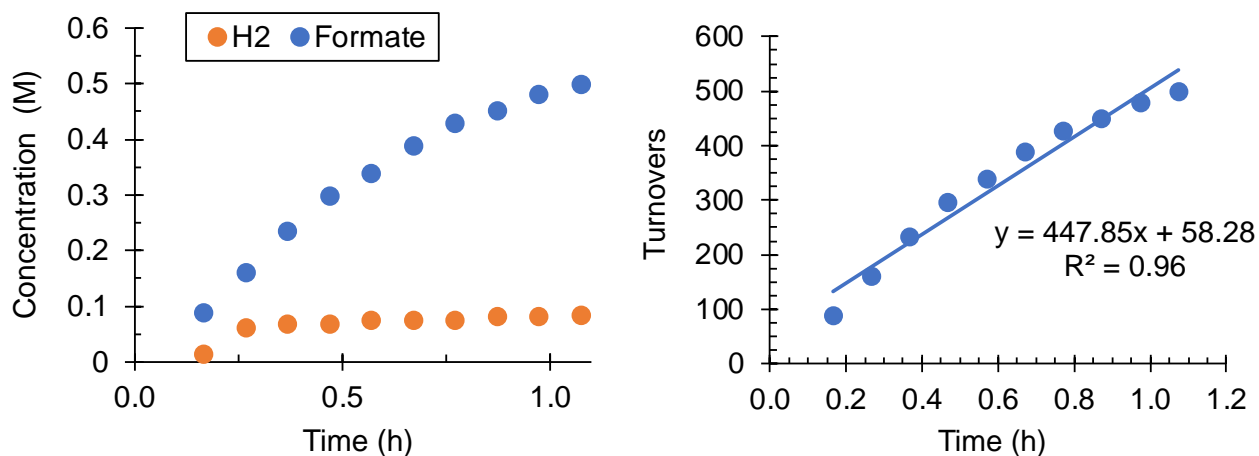 H2 Formate
Concentration (M)
0.6
0.5
0.4
0.3
0.2
0.1
0
0.0 0.5 1.0
Time (h)
Turnovers
600
500
400
300
200
100
0
y = 447.85x + 58.28
R² = 0.96
0.0 0.2 0.4 0.6 0.8 1.0 1.2
Time (h)